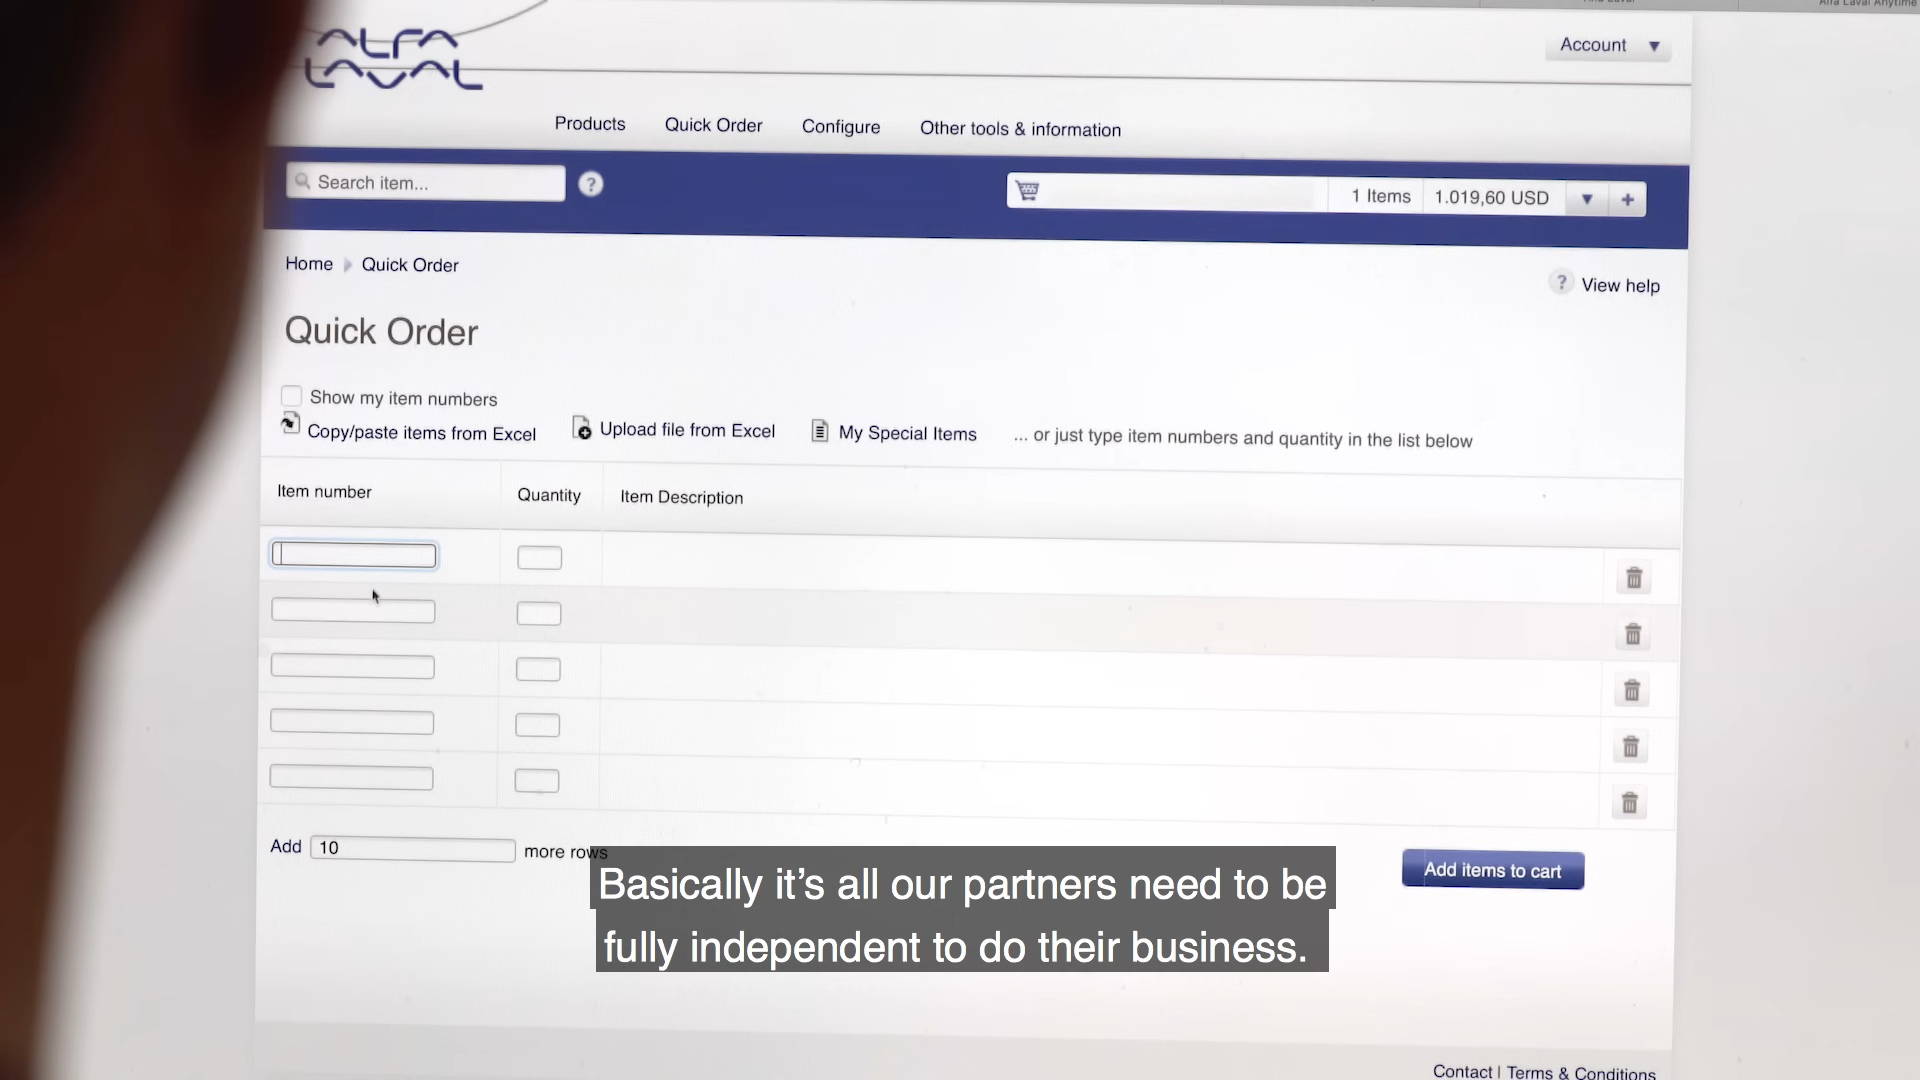 Alfa Laval Anytime
ALFA
LAVAL
Account
Products
Quick Order
Configure
Other tools & information
Search item...
?
1 Items
1.019,60 USD
+
Home
Quick Order
? View help
Quick Order
Show my item numbers
Copy/paste items from Excel
Upload file from Excel
My Special Items
... or just type item numbers and quantity in the list below
Item number
Quantity
Item Description
Add 10 more rows
Add items to cart
Basically it’s all our partners need to be
fully independent to do their business.
Contact | Terms & Conditions